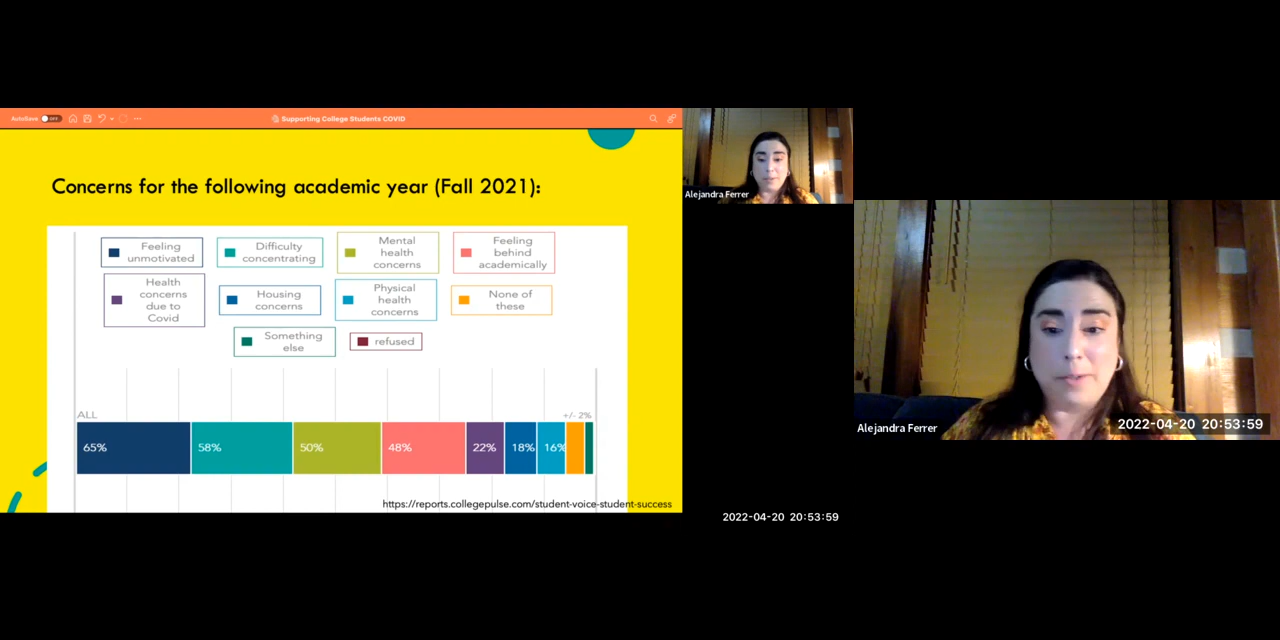 AutoSave OFF
Supporting College Students COVID
Concerns for the following academic year (Fall 2021):
Feeling
unmotivated
Difficulty
concentrating
Mental
health
concerns
Feeling
behind
academically
Health
concerns
due to
Covid
Housing
concerns
Physical
health
concerns
None of
these
Something
else
refused
ALL
+/- 2%
65%
58%
50%
48%
22%
18%
16%
https://reports.collegepulse.com/student-voice-student-success
Alejandra Ferrer
2022-04-20 20:53:59
Alejandra Ferrer
2022-04-20 20:53:59